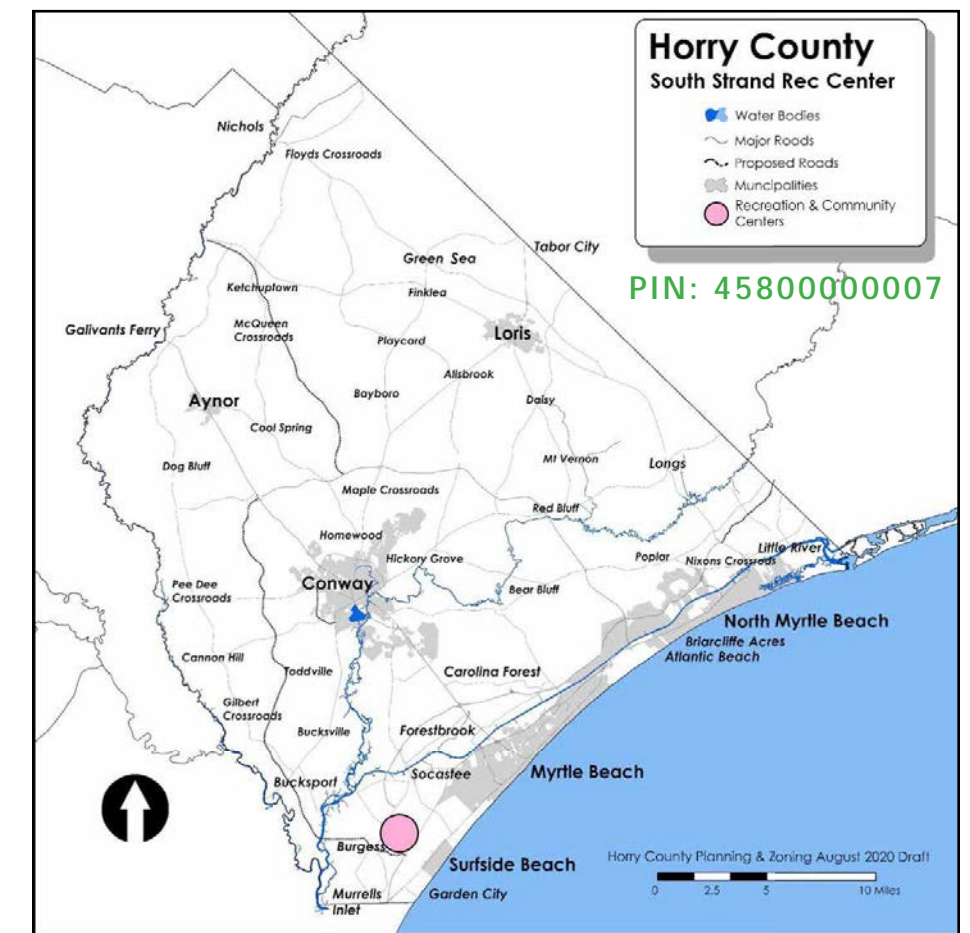 Horry County
South Strand Rec Center
Water Bodies
Major Roads
Proposed Roads
Muncipalities
Recreation & Community
Centers
PIN: 45800000007
Nichols
Floyds Crossroads
Tabor City
Green Sea
Ketchuptown
Finklea
Galivants Ferry
McQueen
Crossroads
Playcard
Loris
Allsbrook
Aynor
Bayboro
Daisy
Cool Spring
Dog Bluff
Mt Vernon
Longs
Maple Crossroads
Red Bluff
Homewood
Hickory Grove
Poplar
Little River
Nixons Crossroads
Conway
Pee Dee
Crossroads
Bear Bluff
North Myrtle Beach
Briarcliffe Acres
Atlantic Beach
Cannon Hill
Toddville
Carolina Forest
Gilbert
Crossroads
Bucksville
Forestbrook
Bucksport
Socastee
Myrtle Beach
Burgess
Surfside Beach
Horry County Planning & Zoning August 2020 Draft
Murrells
Inlet
Garden City
0 2.5 5 10 Miles